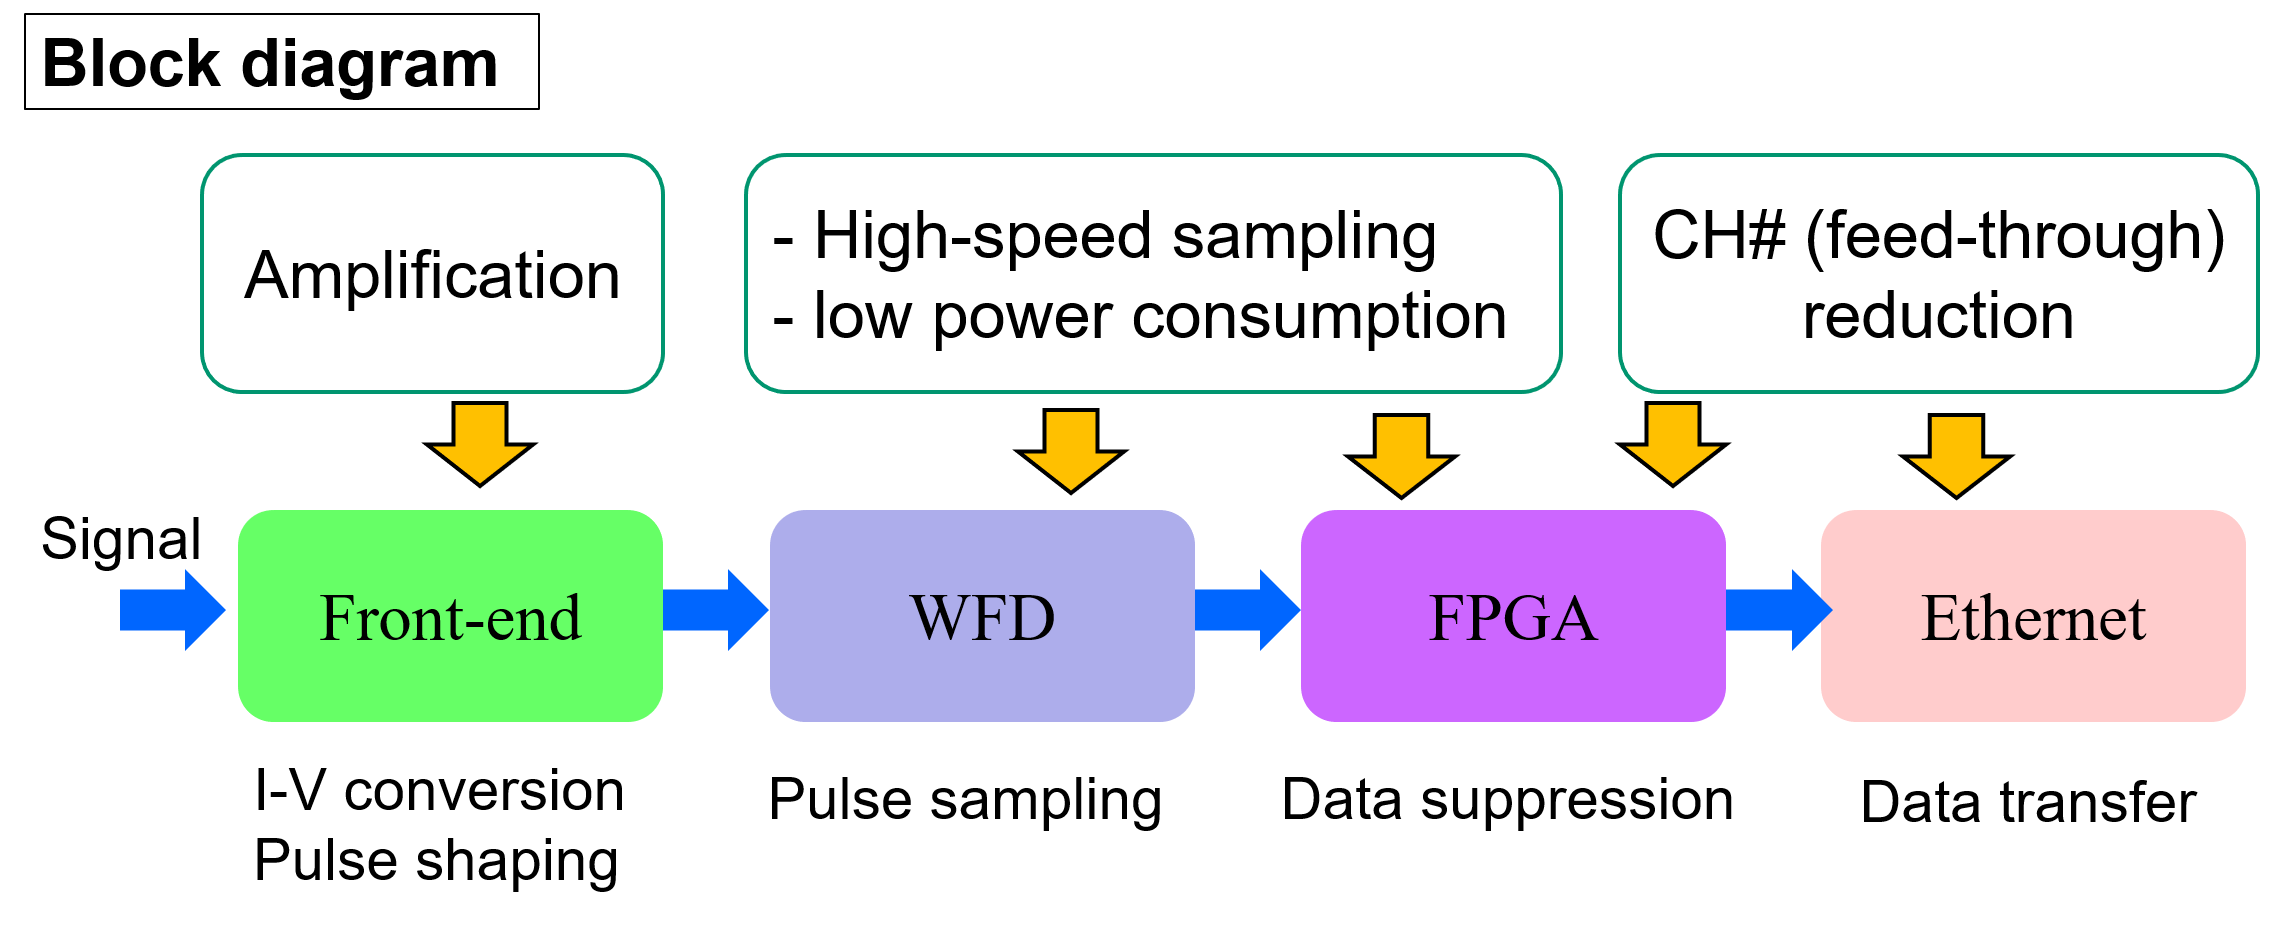 Block diagram
Amplification
- High-speed sampling
- low power consumption
CH# (feed-through)
reduction
Signal
Front-end
WFD
FPGA
Ethernet
I-V conversion
Pulse shaping
Pulse sampling
Data suppression
Data transfer